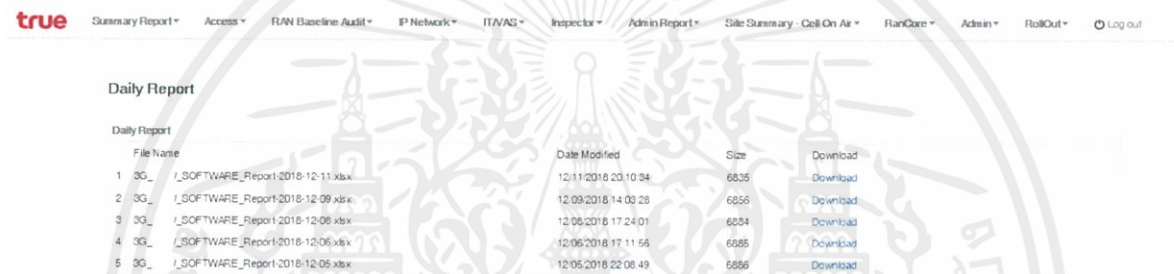 true Summary Report Access RAN Baseline Audit IP Network IT/VAS Inspector Admin Report Site Summary - Cell On Air RanCore Admin RollOut Log out
Daily Report
Daily Report
File Name Date Modified Size Download
1 3G_ /_SOFTWARE_Report-2018-12-11.xlsx 12/11/2018 20:10:34 6835 Download
2 3G_ /_SOFTWARE_Report-2018-12-09.xlsx 12/09/2018 14:03:28 6856 Download
3 3G_ /_SOFTWARE_Report-2018-12-08.xlsx 12/08/2018 17:24:01 6884 Download
4 3G_ /_SOFTWARE_Report-2018-12-06.xlsx 12/06/2018 17:11:56 6885 Download
5 3G_ /_SOFTWARE_Report-2018-12-05.xlsx 12/05/2018 22:08:49 6886 Download